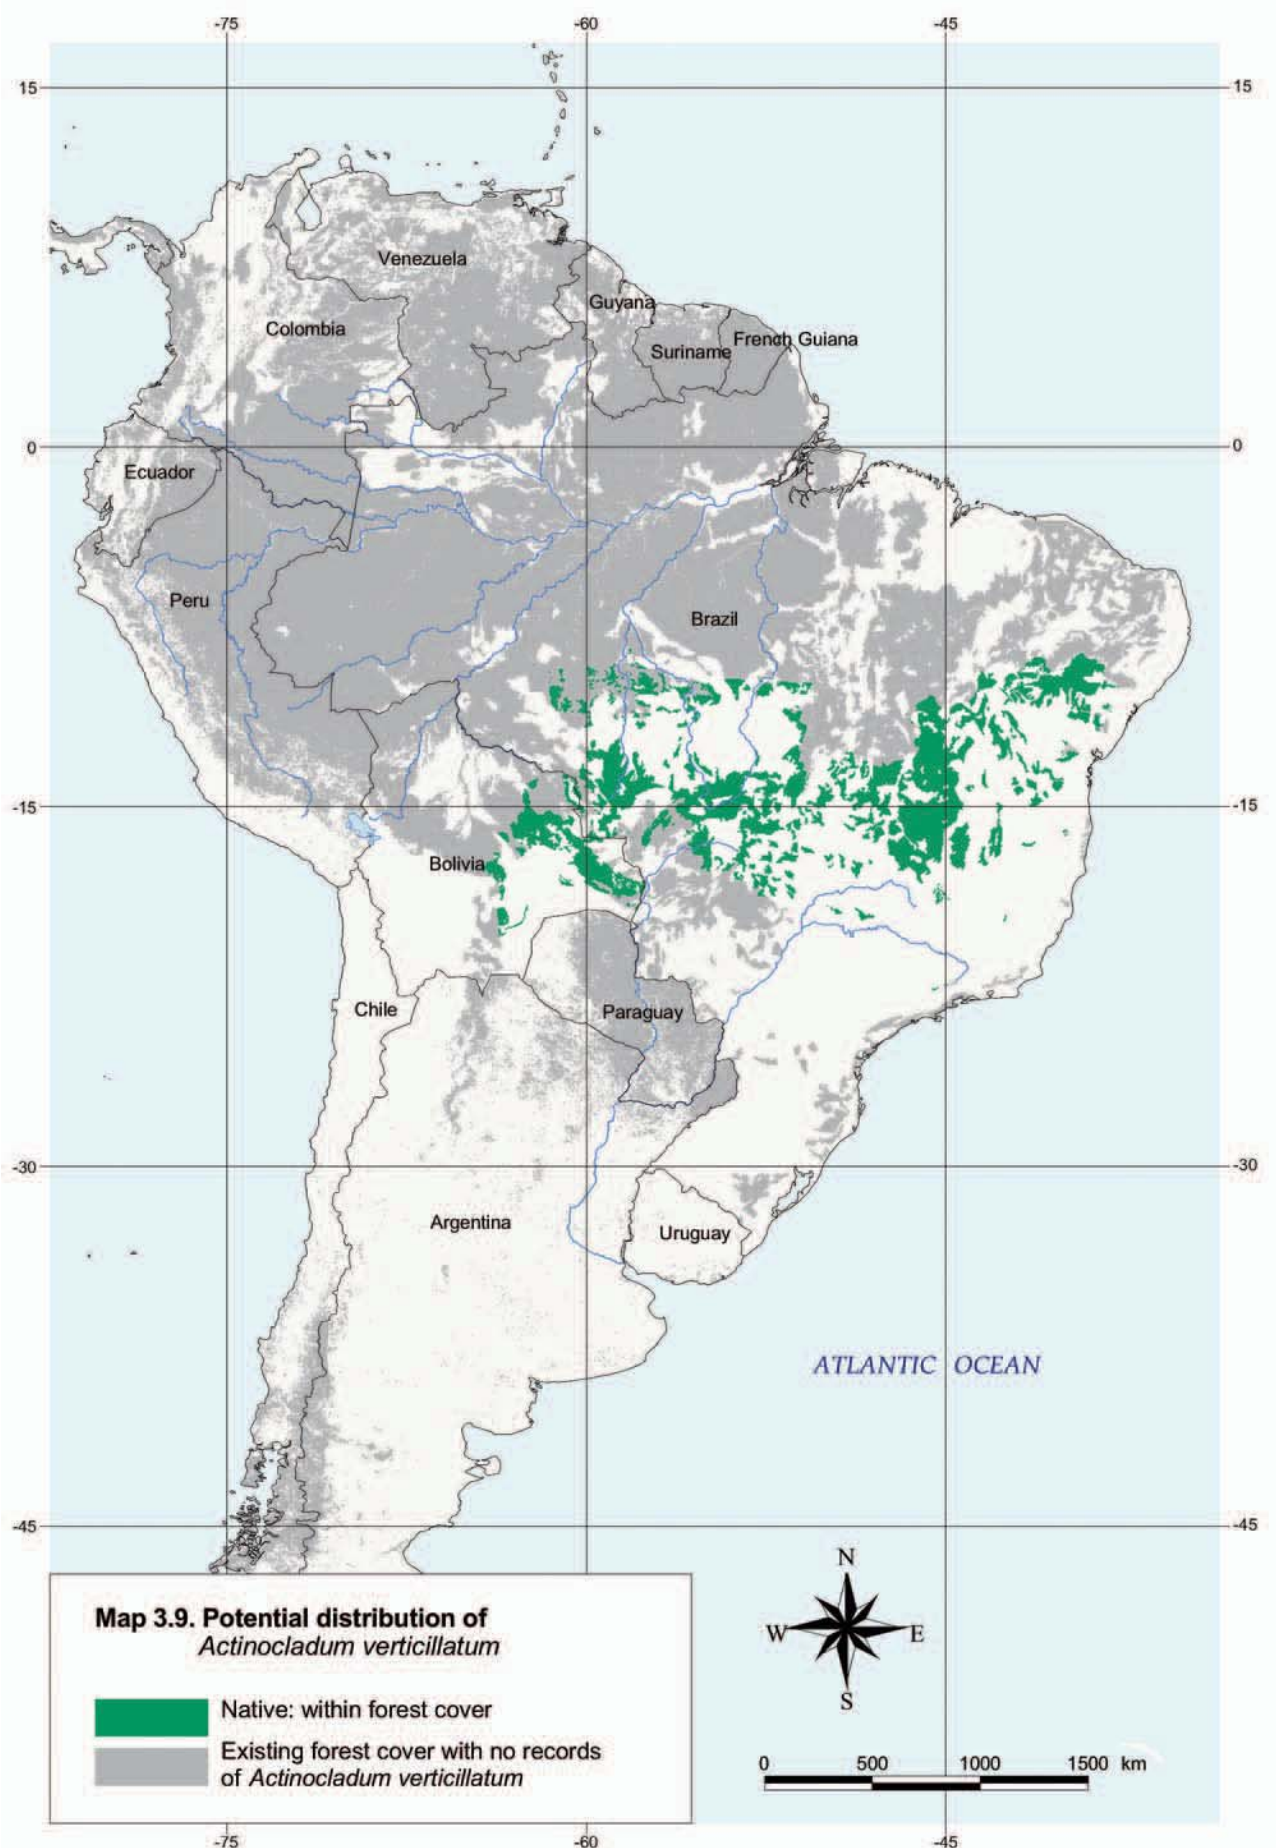 -75 -60 -45
15 15
Venezuela
Guyana
Colombia
French Guiana
Suriname
0 0
Ecuador
Peru
Brazil
-15 -15
Bolivia
Chile
Paraguay
-30 -30
Argentina
Uruguay
ATLANTIC OCEAN
-45 -45
N
W E
S
Map 3.9. Potential distribution of
Actinocladum verticillatum
Native: within forest cover
Existing forest cover with no records
of Actinocladum verticillatum
0 500 1000 1500 km
-75 -60 -45